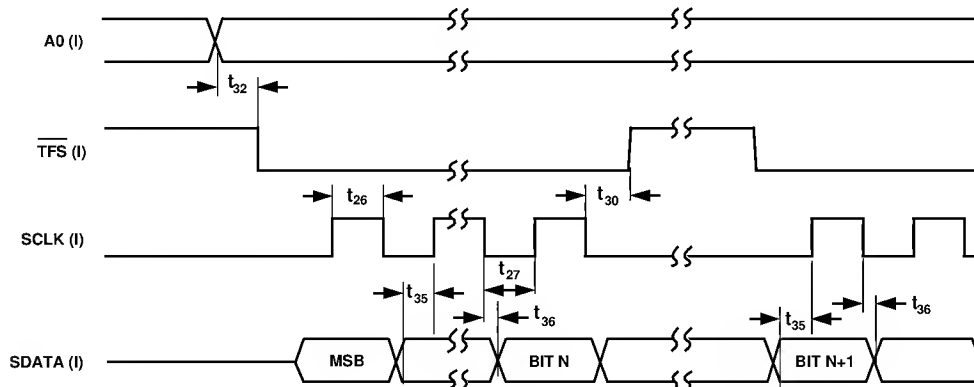 A0 (I)
t32
TFS (I)
t26
t30
SCLK (I)
t27
t35
t36
t35
t36
SDATA (I)
MSB
BIT N
BIT N+1